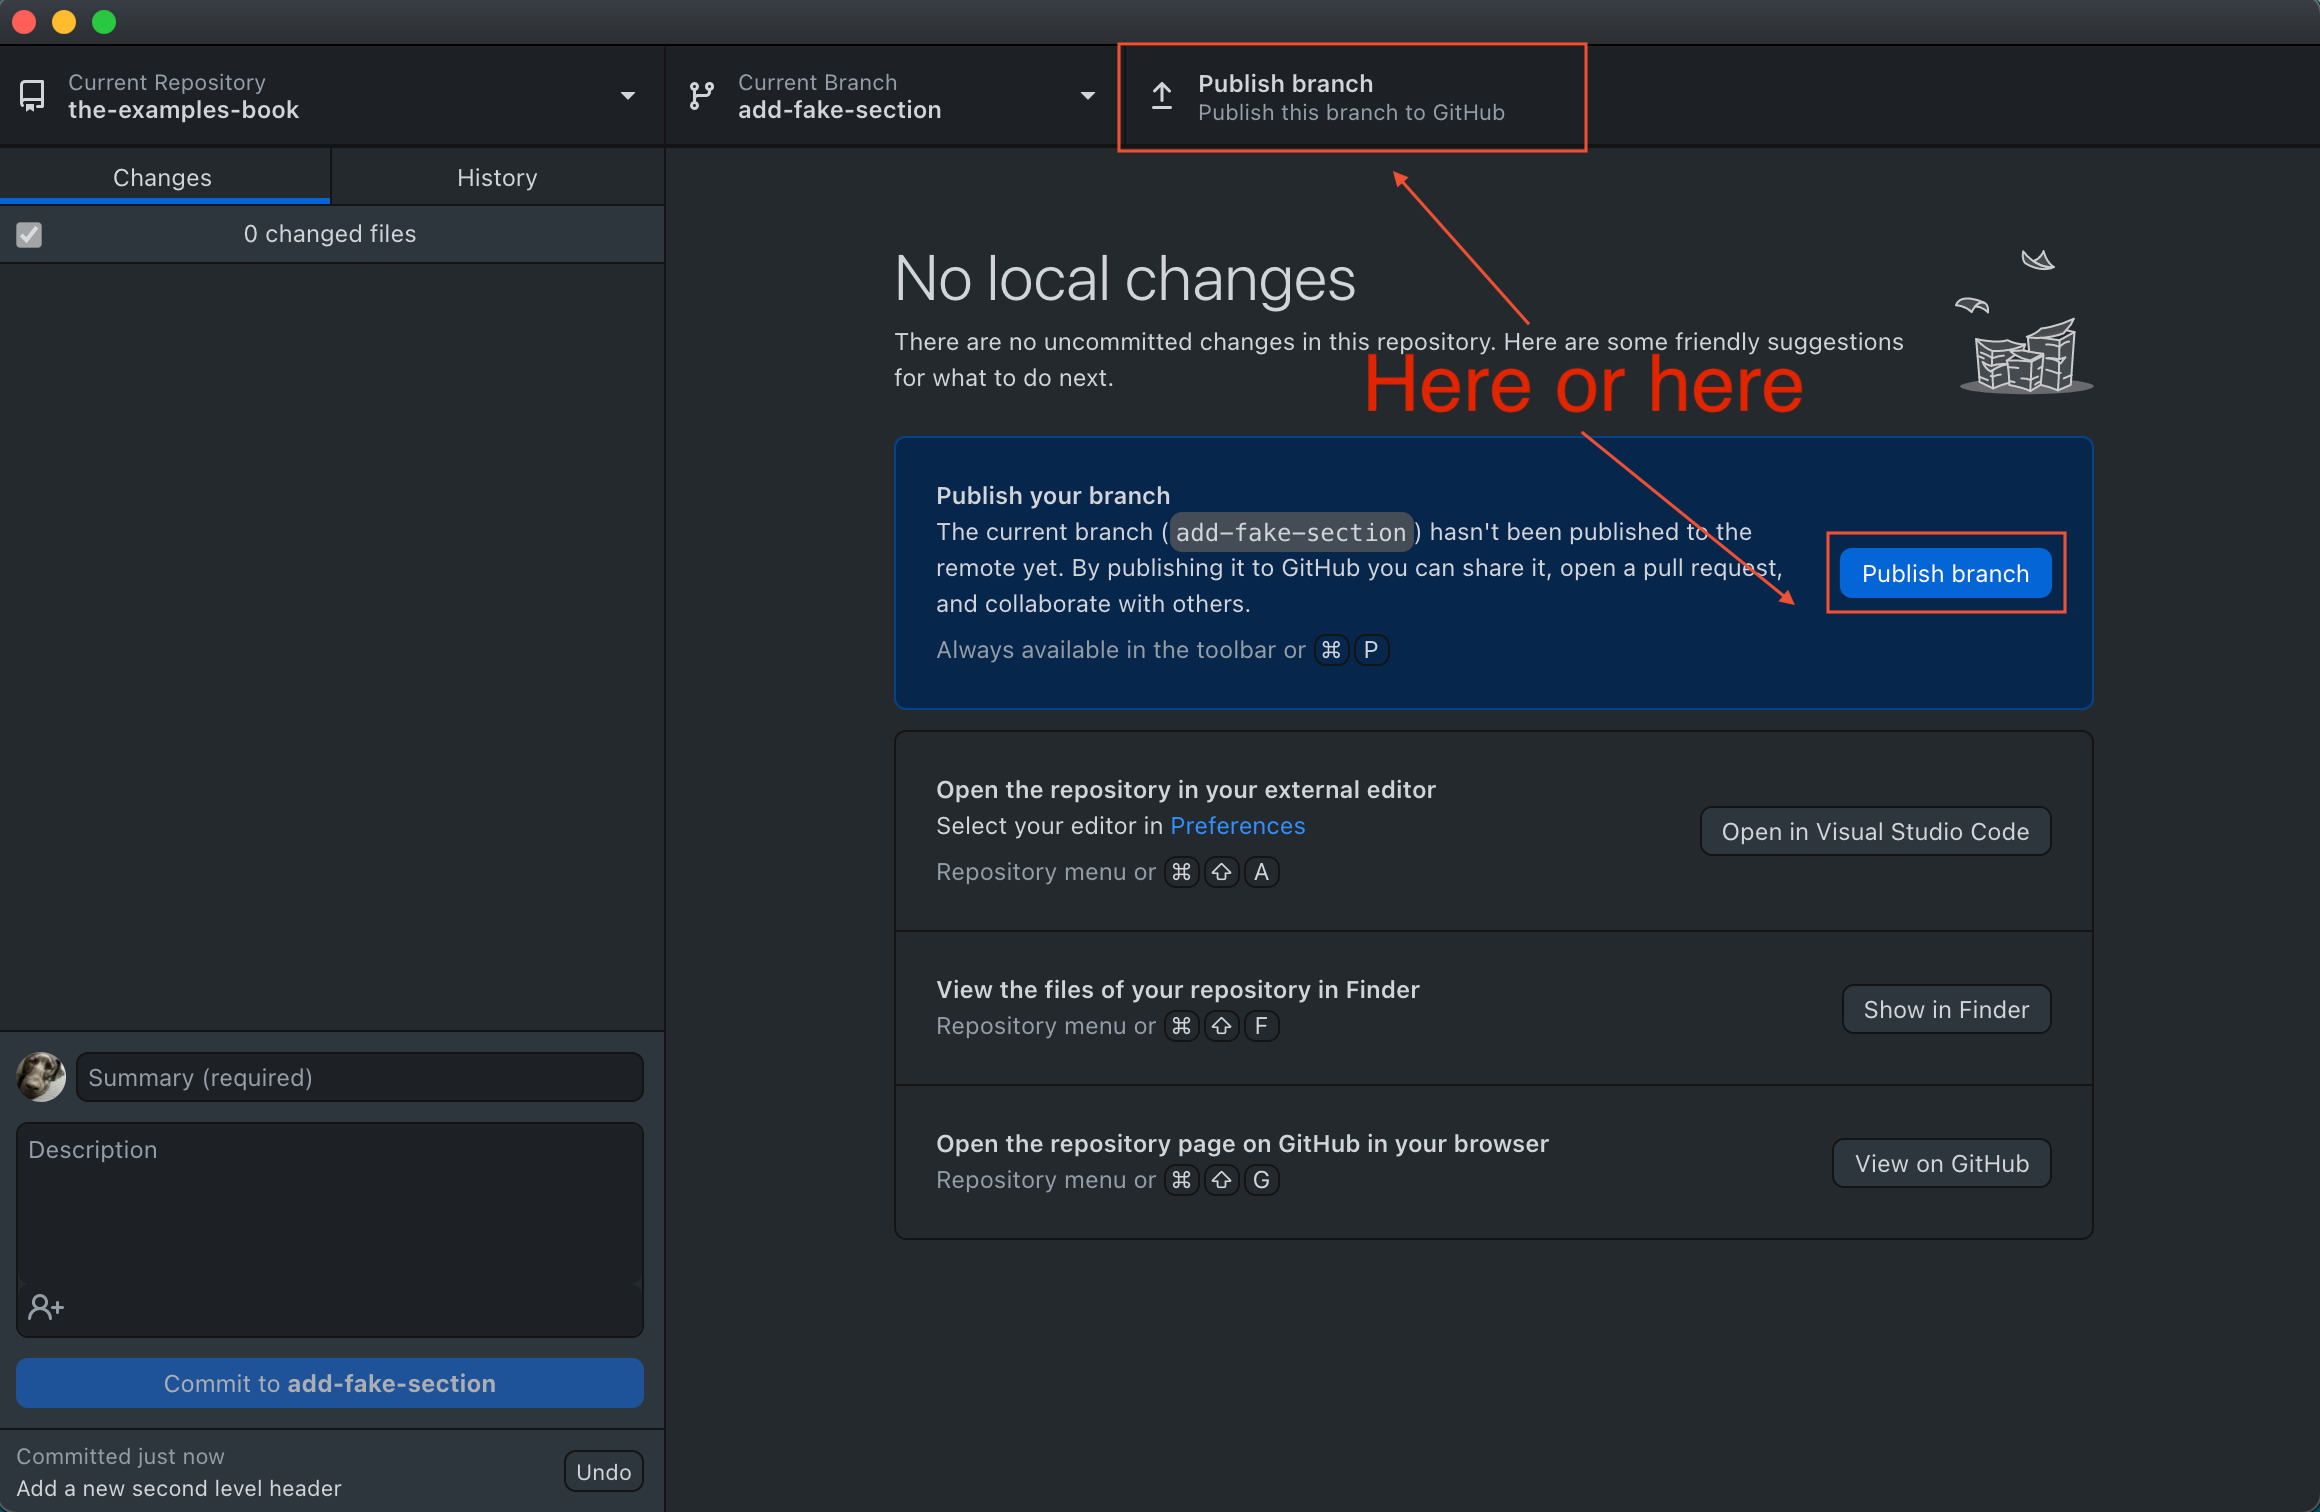 Current Repository
the-examples-book
Current Branch
add-fake-section
Publish branch
Publish this branch to GitHub
Changes
History
0 changed files
No local changes
There are no uncommitted changes in this repository. Here are some friendly suggestions
for what to do next.
Here or here
Publish your branch
The current branch (add-fake-section) hasn't been published to the
remote yet. By publishing it to GitHub you can share it, open a pull request,
and collaborate with others.
Always available in the toolbar or ⌘ P
Publish branch
Open the repository in your external editor
Select your editor in Preferences
Repository menu or ⌘ ⇧ A
Open in Visual Studio Code
View the files of your repository in Finder
Repository menu or ⌘ ⇧ F
Show in Finder
Open the repository page on GitHub in your browser
Repository menu or ⌘ ⇧ G
View on GitHub
Summary (required)
Description
Commit to add-fake-section
Committed just now
Add a new second level header
Undo